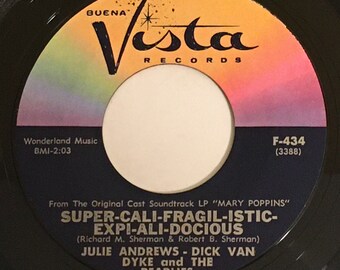 BUENA
Vista
RECORDS
Wonderland Music
BMI-2:03
F-434
(3388)
From The Original Cast Soundtrack LP "MARY POPPINS"
SUPER-CALI-FRAGIL-ISTIC-
EXPI-ALI-DOCIOUS
(Richard M. Sherman & Robert B. Sherman)
JULIE ANDREWS - DICK VAN
DYKE and THE